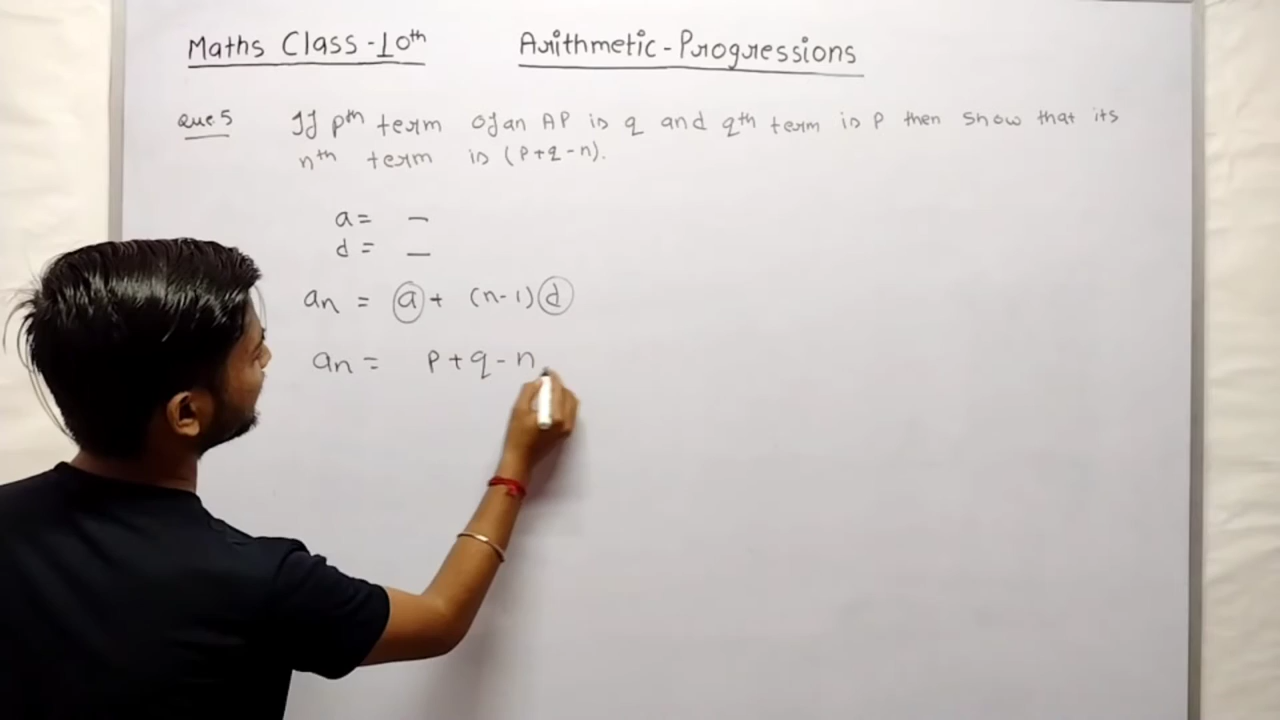 Maths Class-10th Arithmetic-Progressions
Que.5 If pth term of an AP is q and qth term is p then show that its
nth term is (p+q-n).
a = —
d = —
an = a + (n-1) d
an = p+q-n